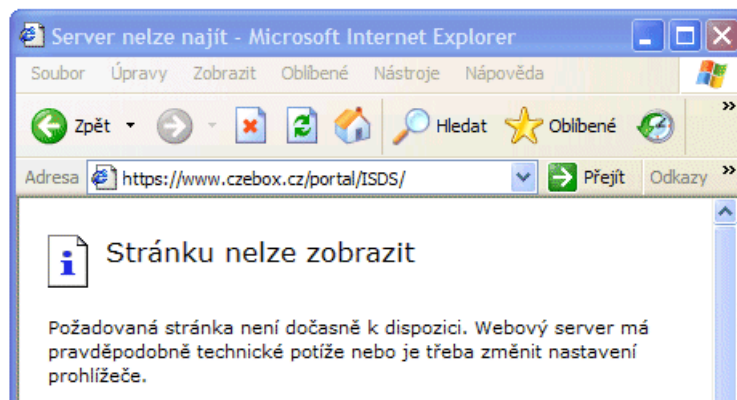 Server nelze najít - Microsoft Internet Explorer
Soubor Úpravy Zobrazit Oblíbené Nástroje Nápověda
Zpět Hledat Oblíbené »
Adresa https://www.czebox.cz/portal/ISDS/ Přejít Odkazy »
Stránku nelze zobrazit
Požadovaná stránka není dočasně k dispozici. Webový server má
pravděpodobně technické potíže nebo je třeba změnit nastavení
prohlížeče.